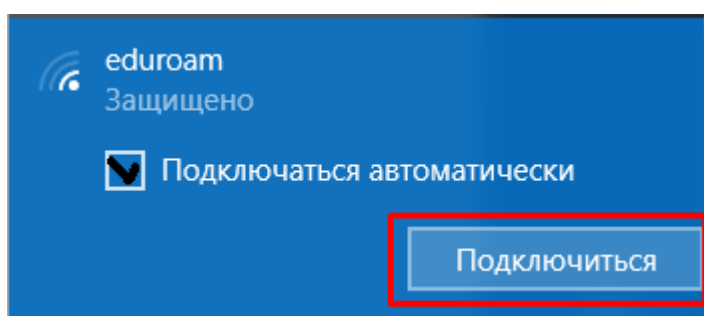 eduroam
Защищено
Подключаться автоматически
Подключиться